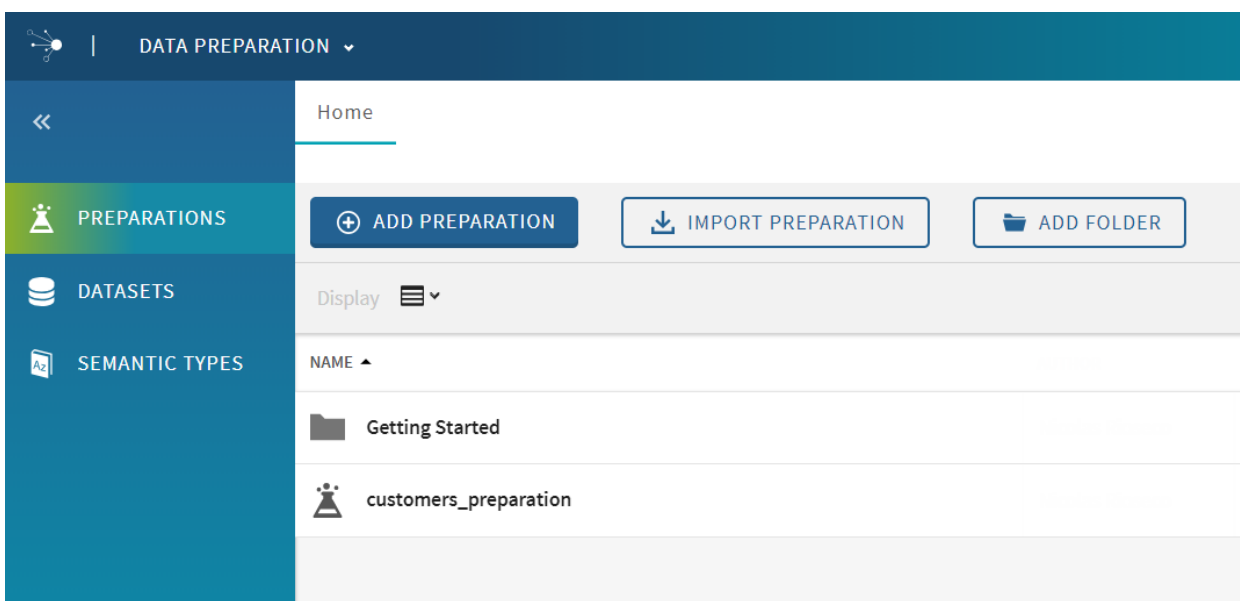 DATA PREPARATION
Home
PREPARATIONS
ADD PREPARATION
IMPORT PREPARATION
ADD FOLDER
DATASETS
Display
SEMANTIC TYPES
NAME
Getting Started
customers_preparation